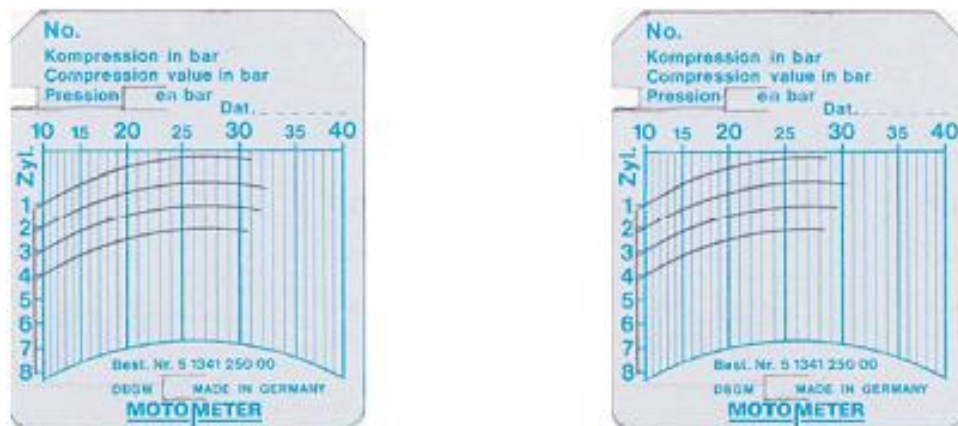 No.
Kompression in bar
Compression value in bar
Pression en bar
Dat.
10 15 20 25 30 35 40
Zyl.
1
2
3
4
5
6
7
8
Best. Nr. 5 1341 250 00
DBGM MADE IN GERMANY
MOTOMETER
No.
Kompression in bar
Compression value in bar
Pression en bar
Dat.
10 15 20 25 30 35 40
Zyl.
1
2
3
4
5
6
7
8
Best. Nr. 5 1341 250 00
DBGM MADE IN GERMANY
MOTOMETER